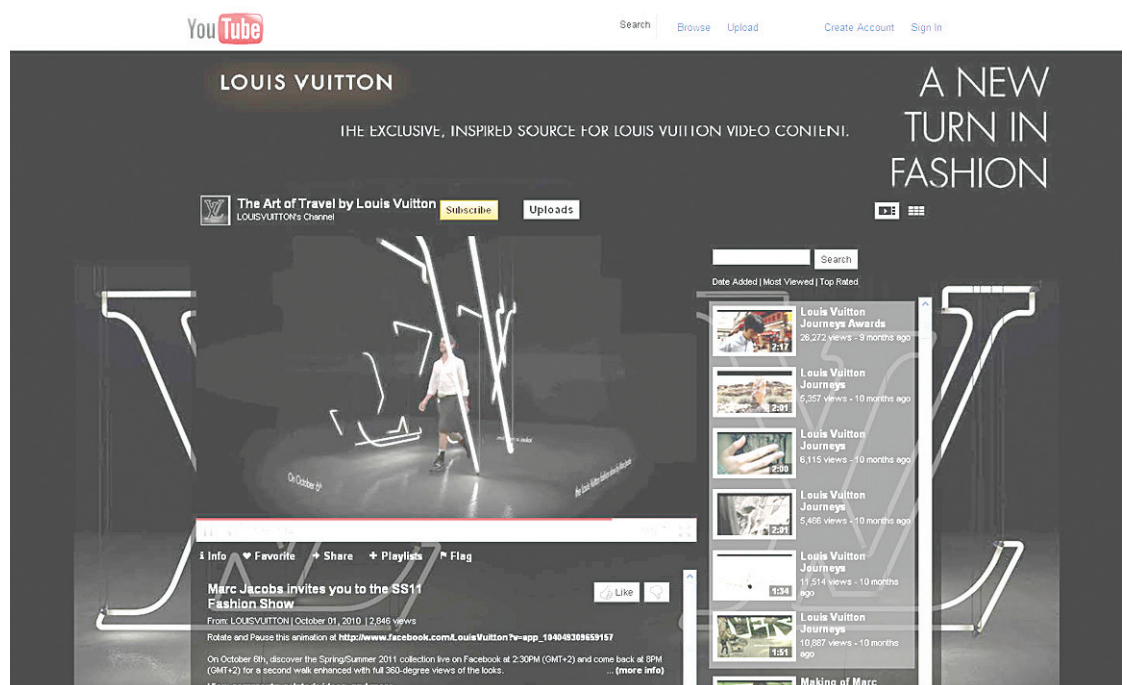 You Tube
Search Browse Upload Create Account Sign In
LOUIS VUITTON
THE EXCLUSIVE, INSPIRED SOURCE FOR LOUIS VUITTON VIDEO CONTENT.
A NEW
TURN IN
FASHION
The Art of Travel by Louis Vuitton
LOUISVUITTON's Channel
Subscribe
Uploads
Search
Date Added | Most Viewed | Top Rated
On October 6th
the Louis Vuitton fashion show
Louis Vuitton
Journeys Awards
26,272 views - 9 months ago
2:17
Louis Vuitton
Journeys
5,357 views - 10 months ago
2:01
Louis Vuitton
Journeys
6,115 views - 10 months ago
2:00
Louis Vuitton
Journeys
5,466 views - 10 months ago
2:01
Louis Vuitton
Journeys
11,514 views - 10 months
ago
1:34
Louis Vuitton
Journeys
10,887 views - 10 months
ago
1:51
Making of Marc
Info Favorite Share Playlists Flag
Marc Jacobs invites you to the SS11
Fashion Show
Like
From: LOUISVUITTON | October 01, 2010 | 2,846 views
Rotate and Pause this animation at http://www.facebook.com/LouisVuitton?v=app_104049309659157
On October 6th, discover the Spring/Summer 2011 collection live on Facebook at 2:30PM (GMT+2) and come back at 8PM
(GMT+2) for a second walk enhanced with full 360-degree views of the looks. ... (more info)